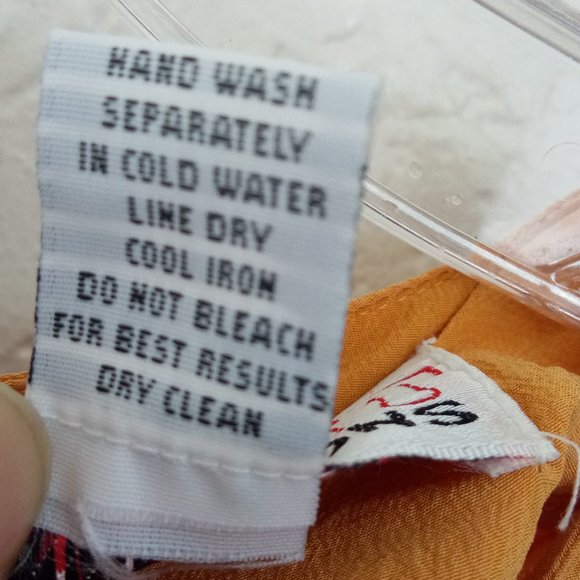 HAND WASH
SEPARATELY
IN COLD WATER
LINE DRY
COOL IRON
DO NOT BLEACH
FOR BEST RESULTS
DRY CLEAN